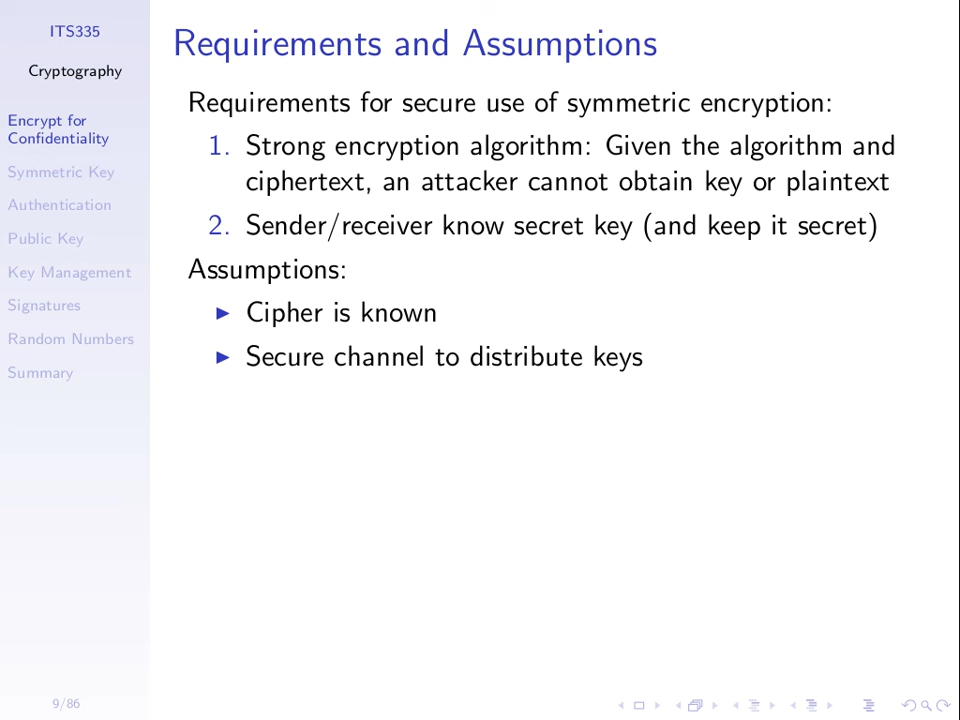 ITS335
Cryptography
Encrypt for
Confidentiality
Symmetric Key
Authentication
Public Key
Key Management
Signatures
Random Numbers
Summary
9/86
Requirements and Assumptions
Requirements for secure use of symmetric encryption:
1. Strong encryption algorithm: Given the algorithm and
ciphertext, an attacker cannot obtain key or plaintext
2. Sender/receiver know secret key (and keep it secret)
Assumptions:
▶ Cipher is known
▶ Secure channel to distribute keys